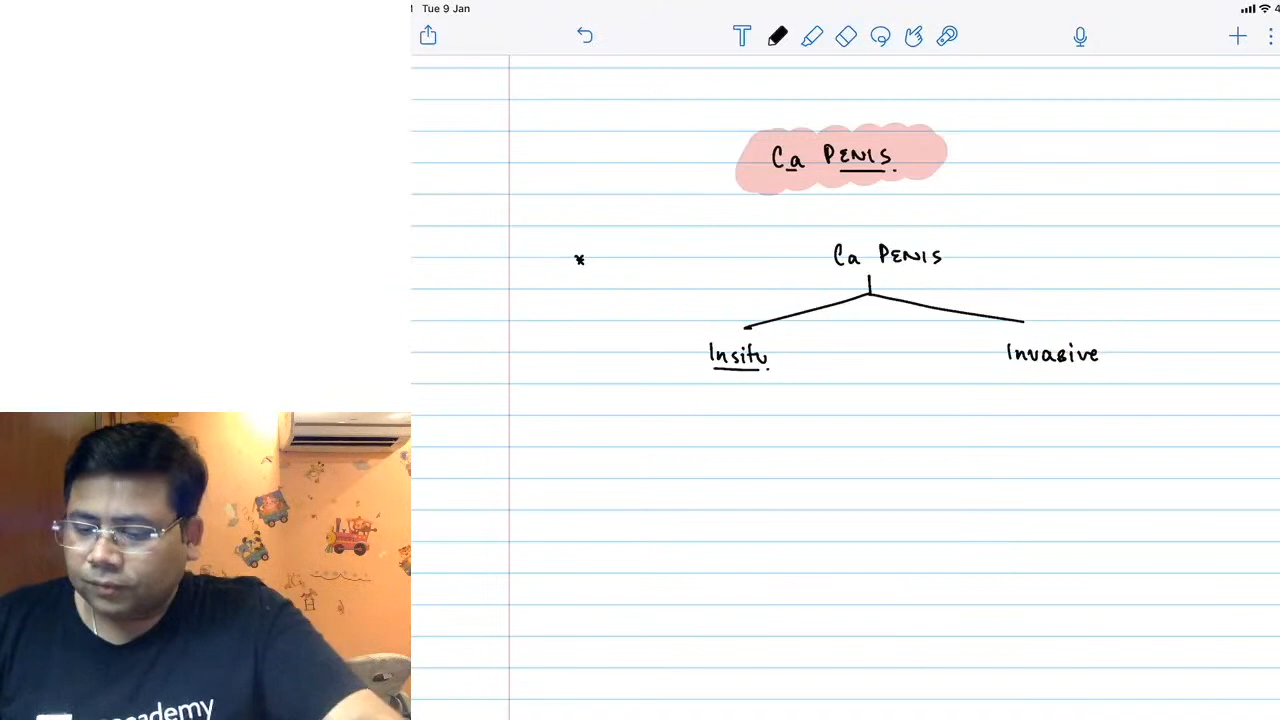 Tue 9 Jan
Ca PENIS.
* Ca PENIS
Insitu. Invasive
academy